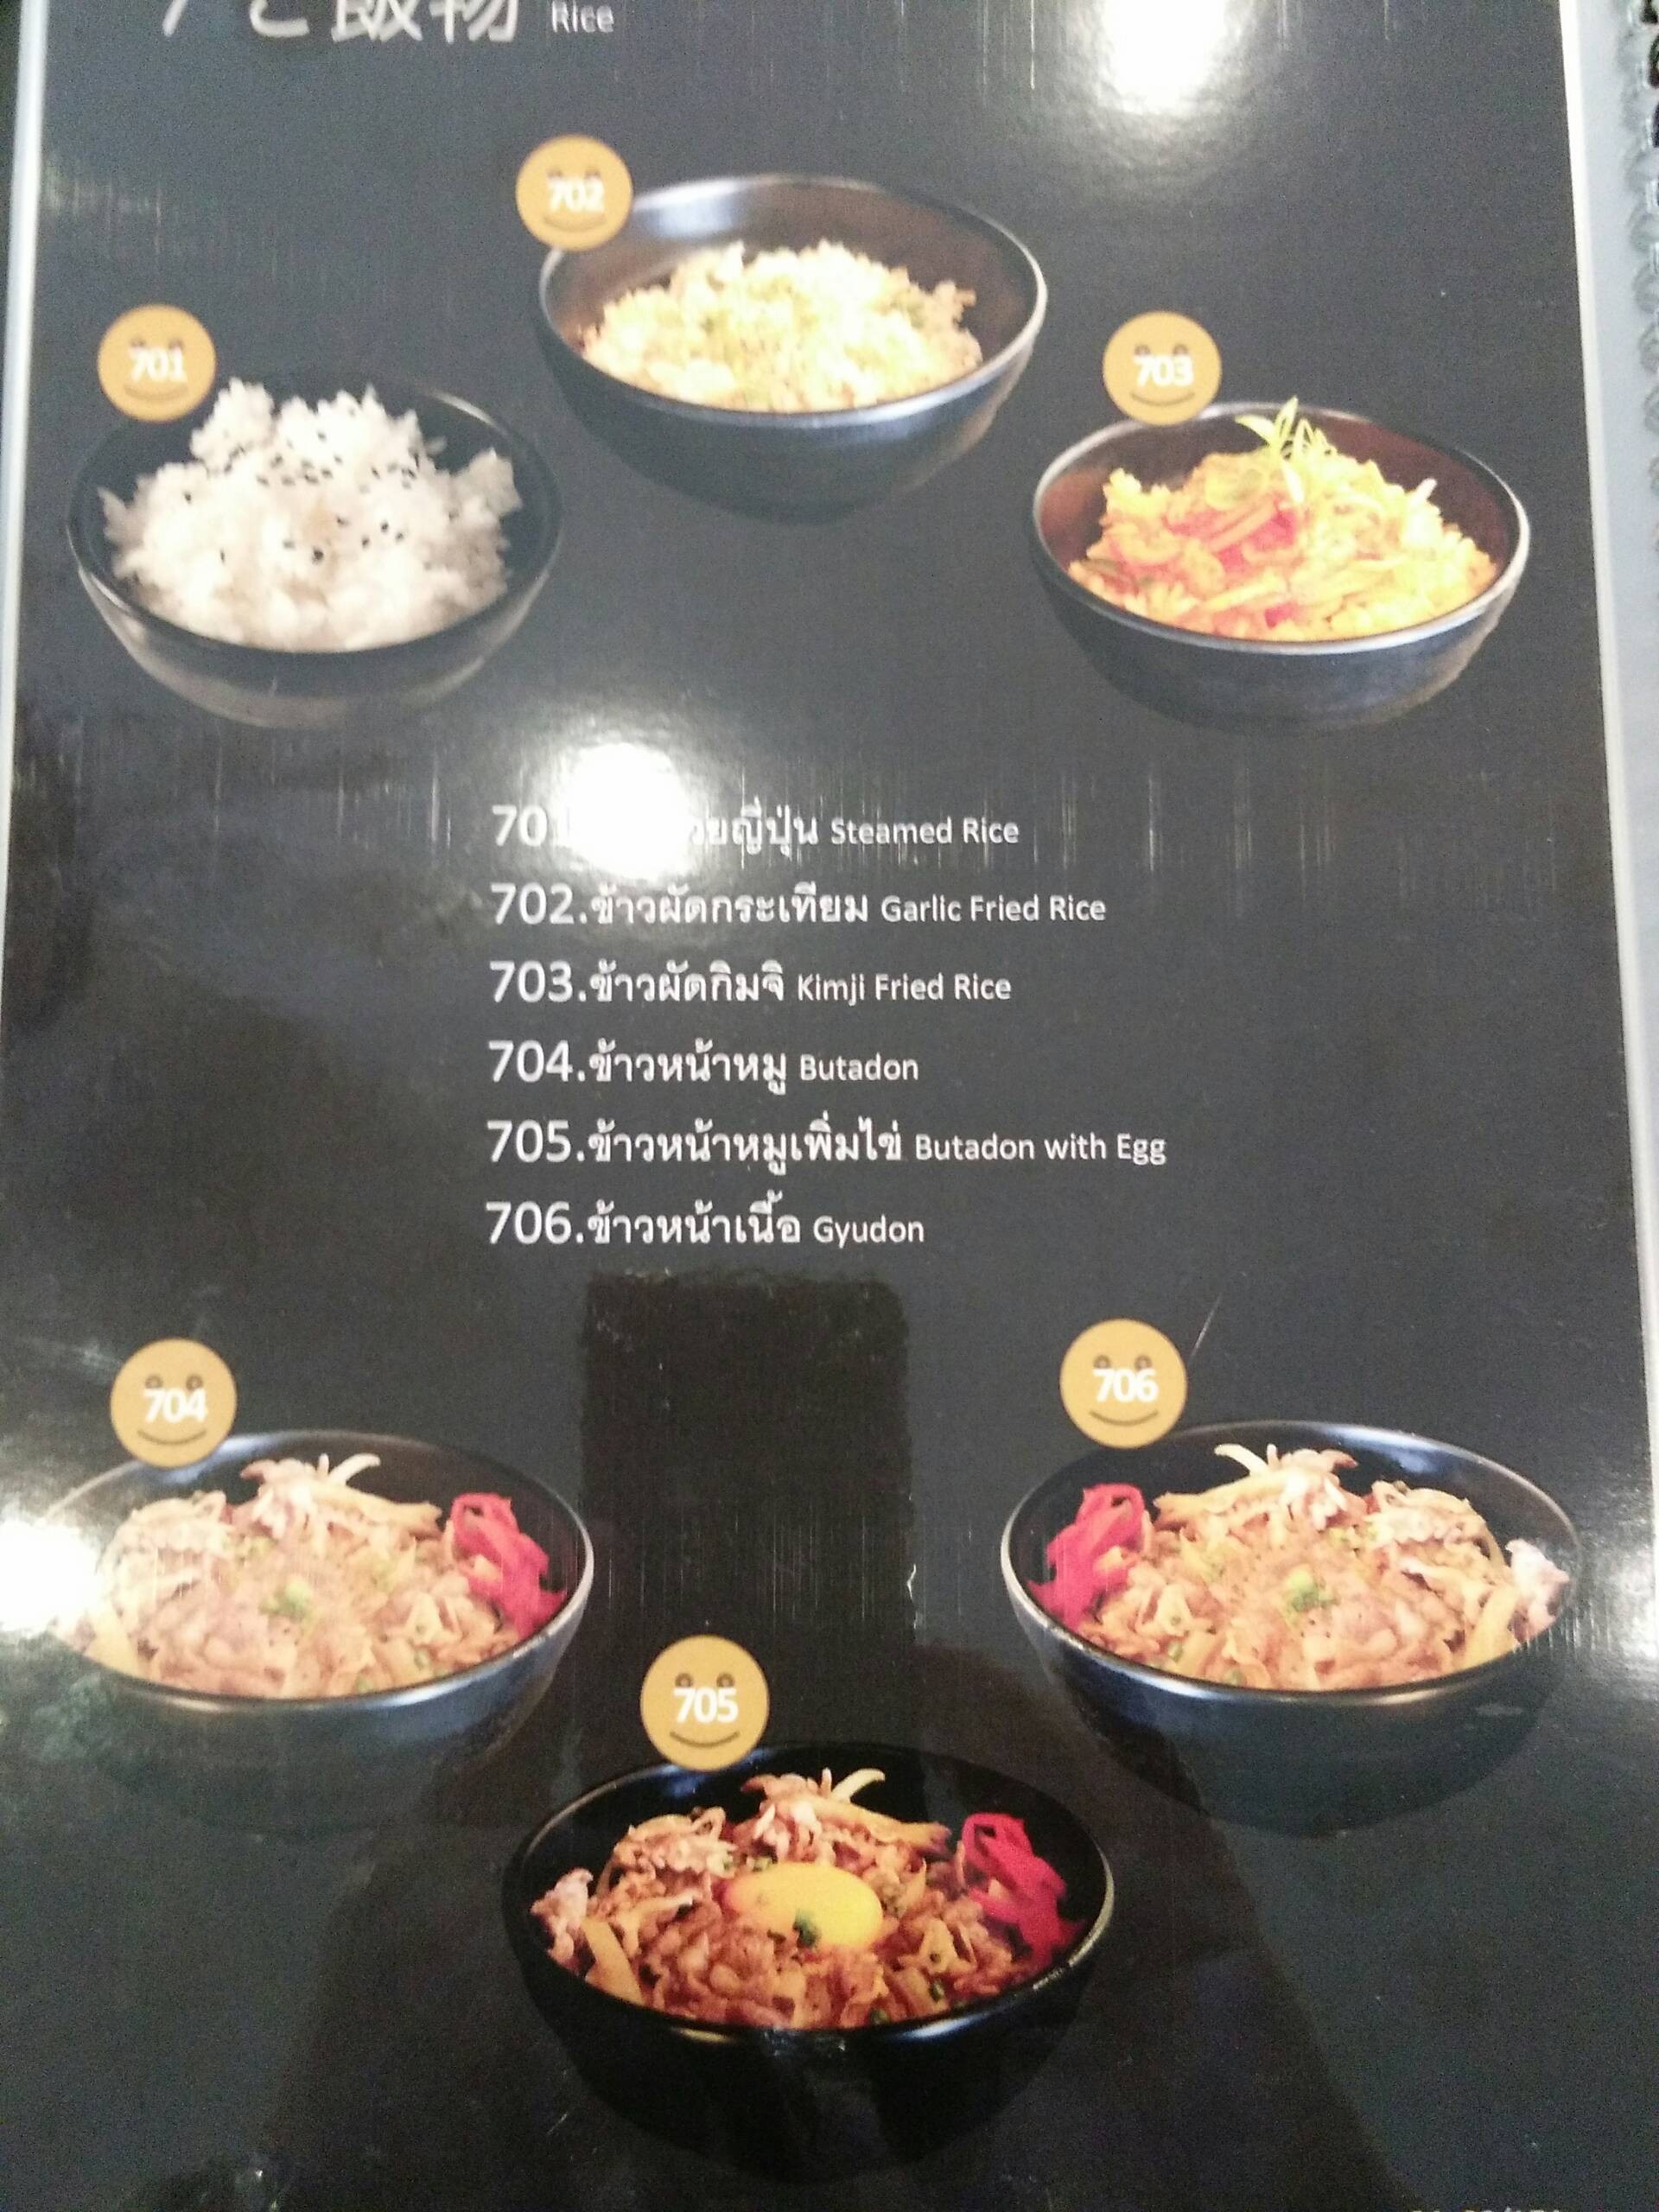 ご飯物 Rice
702
701
703
701 ญี่ปุ่น Steamed Rice
702.ข้าวผัดกระเทียม Garlic Fried Rice
703.ข้าวผัดกิมจิ Kimji Fried Rice
704.ข้าวหน้าหมู Butadon
705.ข้าวหน้าหมูเพิ่มไข่ Butadon with Egg
706.ข้าวหน้าเนื้อ Gyudon
704
706
705